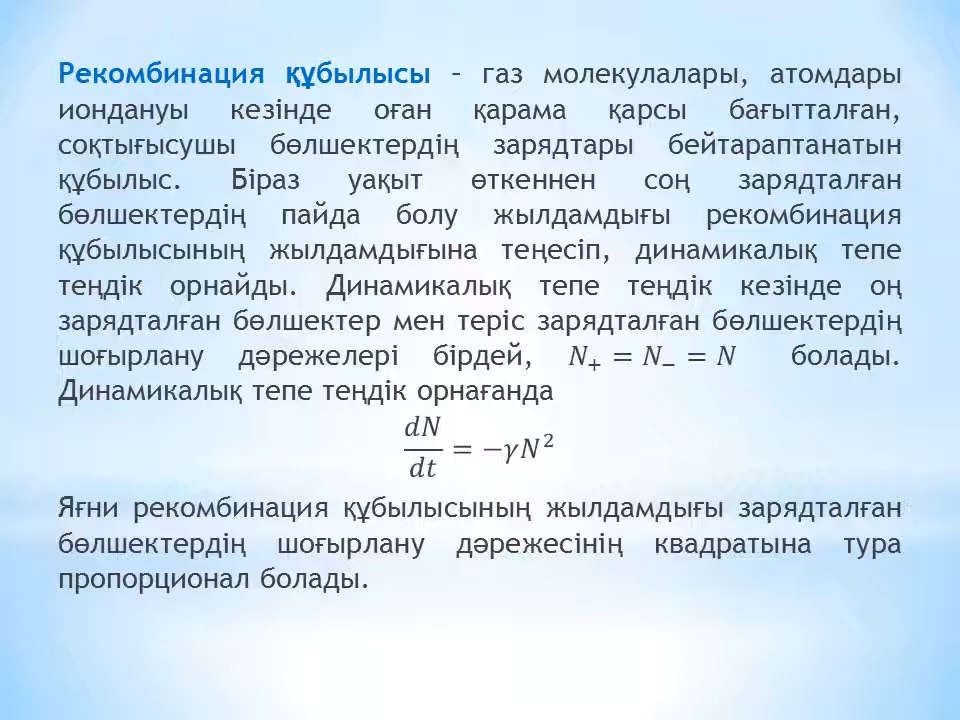 Рекомбинация құбылысы – газ молекулалары, атомдары
иондануы кезінде оған қарама қарсы бағытталған,
соқтығысушы бөлшектердің зарядтары бейтараптанатын
құбылыс. Біраз уақыт өткеннен соң зарядталған
бөлшектердің пайда болу жылдамдығы рекомбинация
құбылысының жылдамдығына теңесіп, динамикалық тепе
теңдік орнайды. Динамикалық тепе теңдік кезінде оң
зарядталған бөлшектер мен теріс зарядталған бөлшектердің
шоғырлану дәрежелері бірдей, N₊ = N₋ = N болады.
Динамикалық тепе теңдік орнағанда
dN/dt = −γN²
Яғни рекомбинация құбылысының жылдамдығы зарядталған
бөлшектердің шоғырлану дәрежесінің квадратына тура
пропорционал болады.